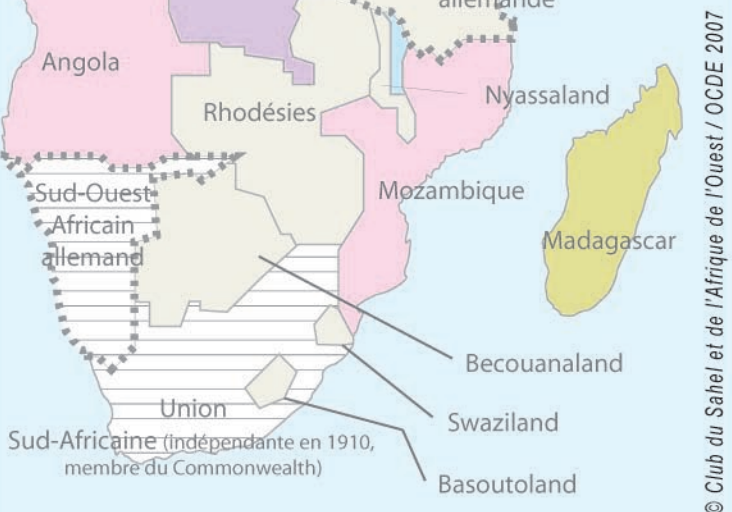 allemande
Angola
Rhodésies
Nyassaland
Sud-Ouest
Africain
allemand
Mozambique
Madagascar
Becouanaland
Swaziland
Union
Sud-Africaine (indépendante en 1910,
membre du Commonwealth)
Basoutoland
© Club du Sahel et de l'Afrique de l'Ouest / OCDE 2007